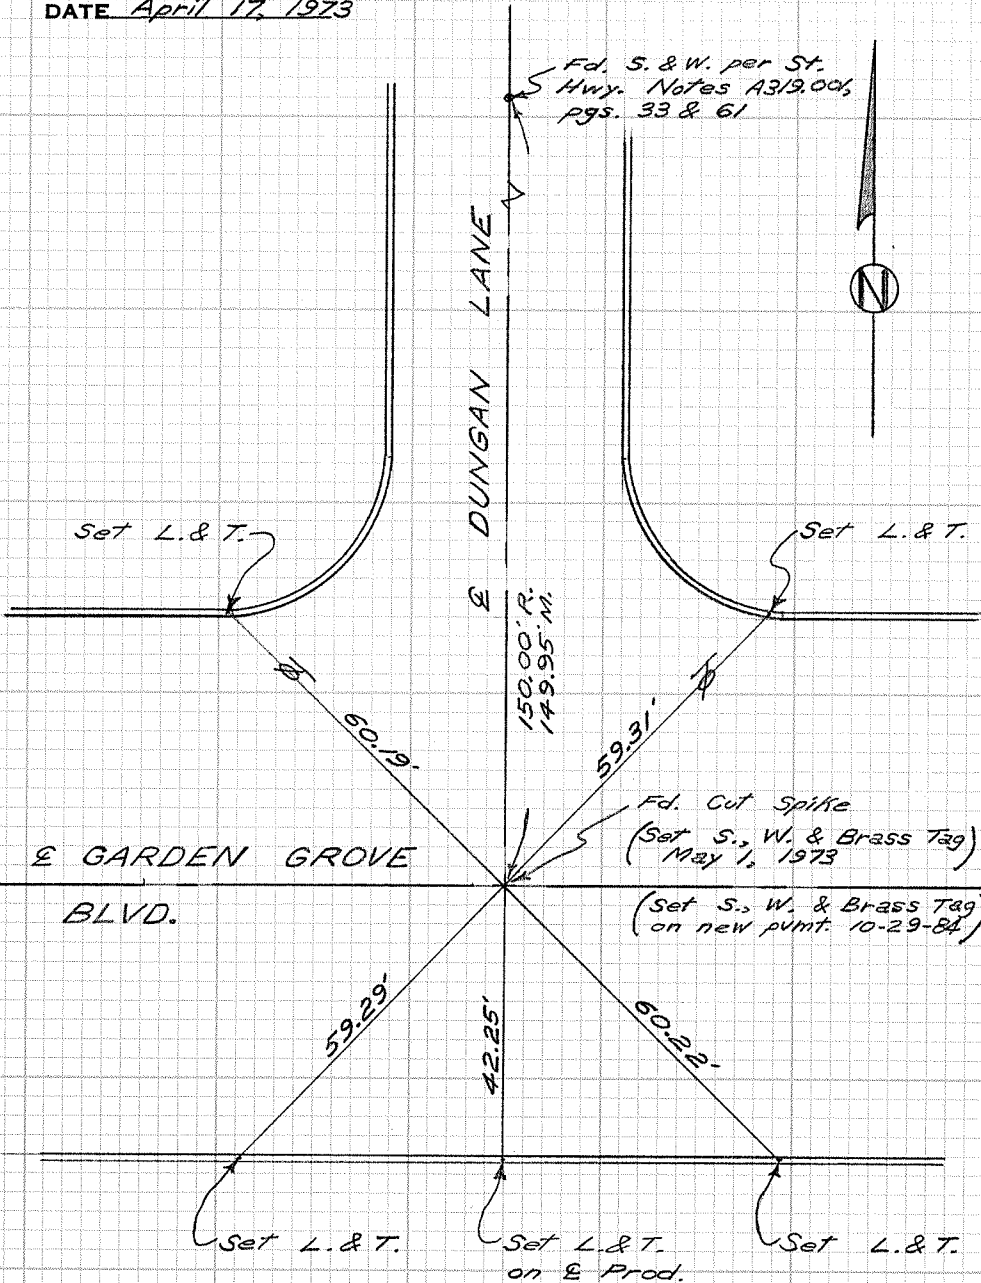 DATE April 17, 1973
Fd. S. & W. per St.
Hwy. Notes A319.001,
pgs. 33 & 61
N
℄ DUNGAN LANE
Set L. & T.
Set L. & T.
150.00' R.
149.95' M.
60.19'
59.31'
Fd. Cut Spike
(Set S., W. & Brass Tag)
May 1, 1973
℄ GARDEN GROVE
BLVD.
(Set S., W. & Brass Tag
on new pvmt. 10-29-84)
59.29'
42.25'
60.22'
Set L. & T.
Set L. & T.
on ℄ Prod.
Set L. & T.